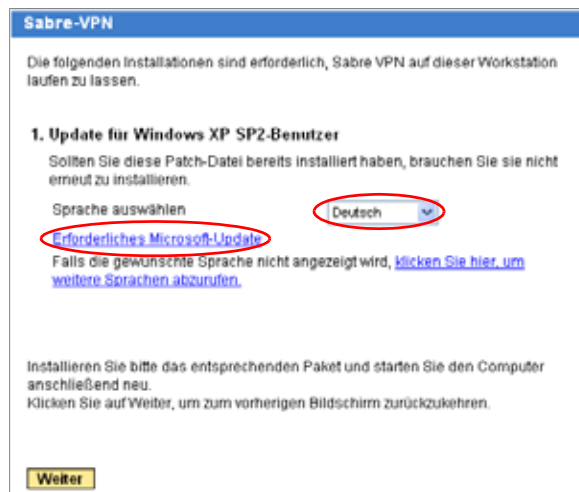 Sabre-VPN
Die folgenden Installationen sind erforderlich, Sabre VPN auf dieser Workstation
laufen zu lassen.
1. Update für Windows XP SP2-Benutzer
Sollten Sie diese Patch-Datei bereits installiert haben, brauchen Sie sie nicht
erneut zu installieren.
Sprache auswählen Deutsch
Erforderliches Microsoft-Update
Falls die gewünschte Sprache nicht angezeigt wird, klicken Sie hier, um
weitere Sprachen abzurufen.
Installieren Sie bitte das entsprechenden Paket und starten Sie den Computer
anschließend neu.
Klicken Sie auf Weiter, um zum vorherigen Bildschirm zurückzukehren.
Weiter